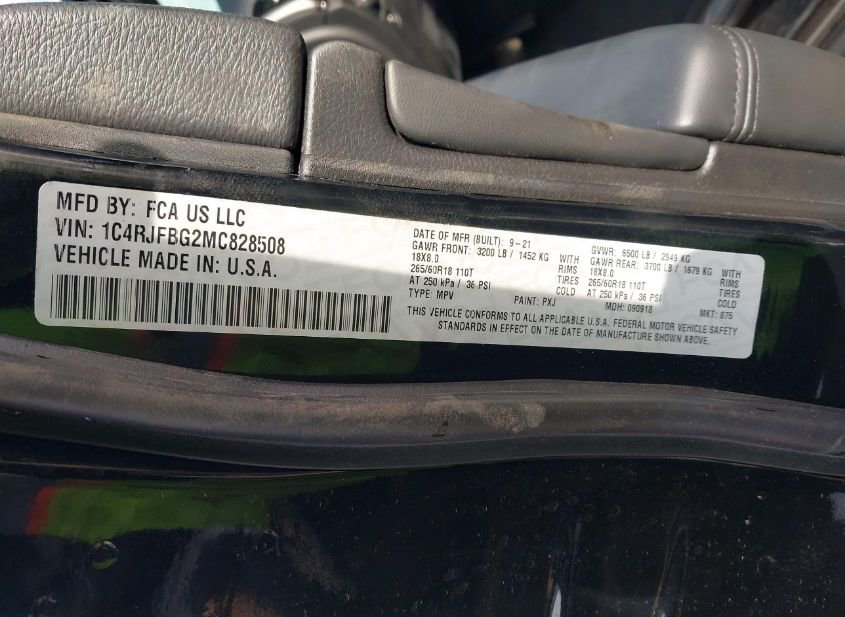 MFD BY: FCA US LLC
VIN: 1C4RJFBG2MC828508
VEHICLE MADE IN: U.S.A.
DATE OF MFR (BUILT): 9-21 GVWR: 6500 LB / 2949 KG
GAWR FRONT: 3200 LB / 1452 KG WITH GAWR REAR: 3700 LB / 1679 KG WITH
18X8.0 RIMS 18X8.0 RIMS
265/60R18 110T TIRES 265/60R18 110T TIRES
AT 250 kPa / 36 PSI COLD AT 250 kPa / 36 PSI COLD
TYPE: MPV PAINT: PXJ MDH: 090918 MKT: 875
THIS VEHICLE CONFORMS TO ALL APPLICABLE U.S.A. FEDERAL MOTOR VEHICLE SAFETY
STANDARDS IN EFFECT ON THE DATE OF MANUFACTURE SHOWN ABOVE.